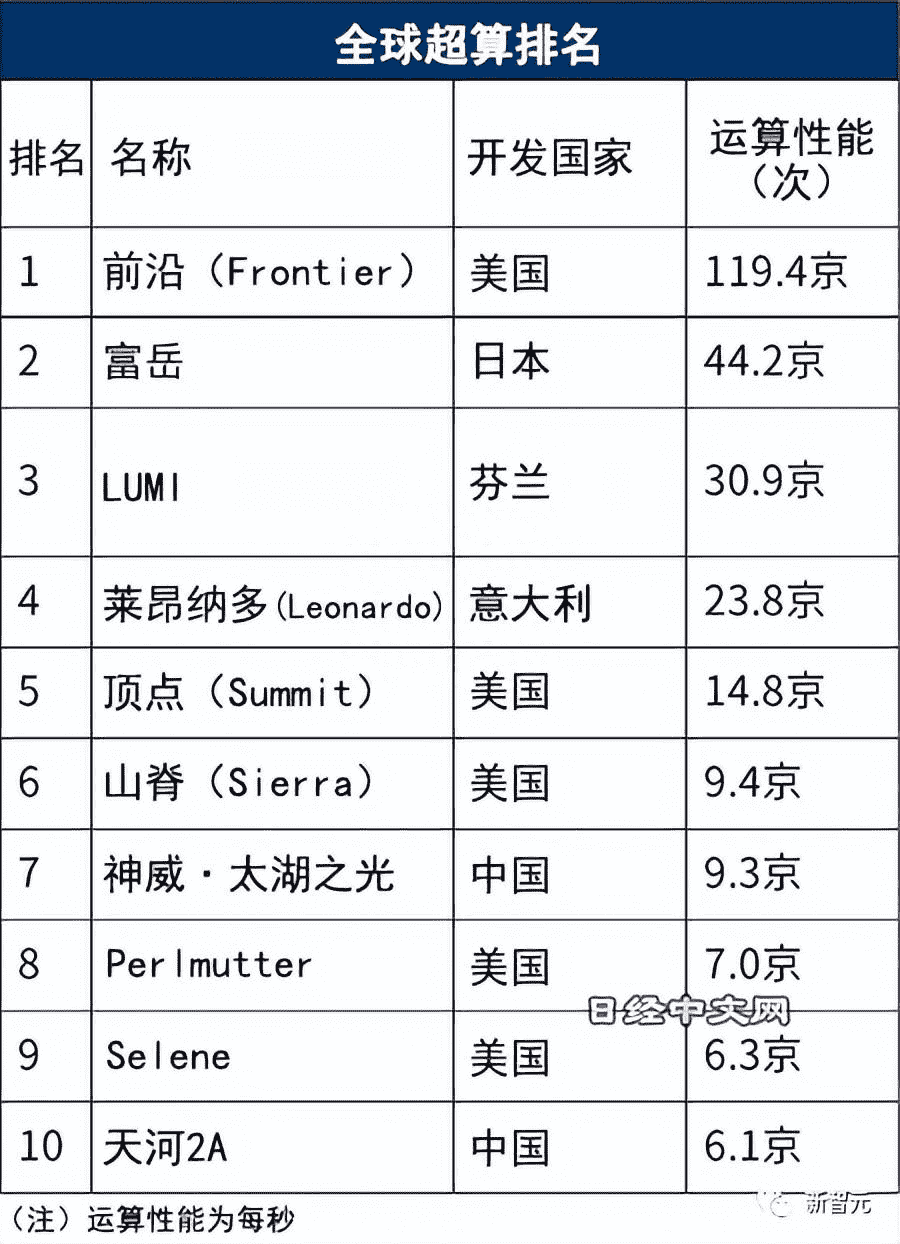 全球超算排名
排名 名称 开发国家 运算性能
（次）
1 前沿（Frontier） 美国 119.4京
2 富岳 日本 44.2京
3 LUMI 芬兰 30.9京
4 莱昂纳多(Leonardo) 意大利 23.8京
5 顶点（Summit） 美国 14.8京
6 山脊（Sierra） 美国 9.4京
7 神威·太湖之光 中国 9.3京
8 Perlmutter 美国 7.0京
日经中文网
9 Selene 美国 6.3京
10 天河2A 中国 6.1京
（注）运算性能为每秒
新智元